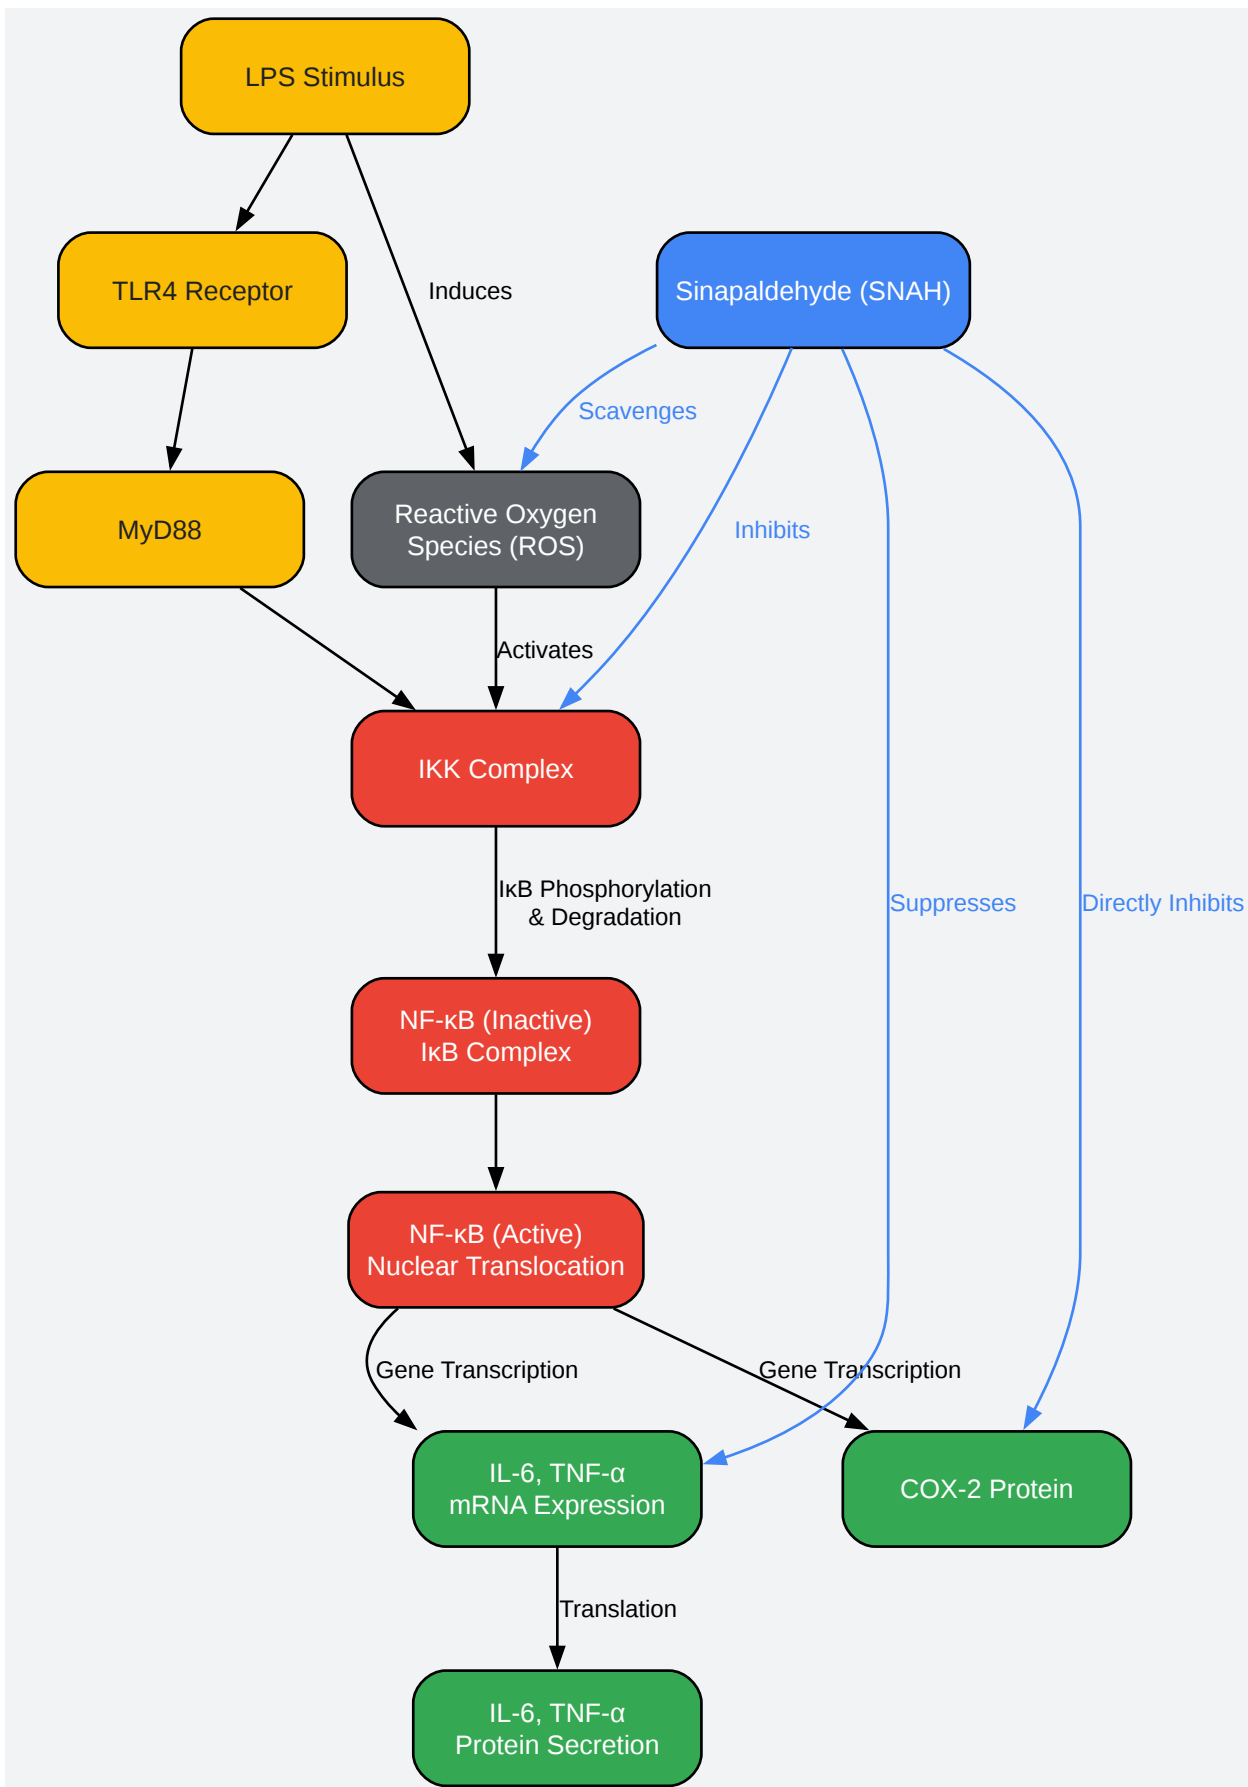 LPS Stimulus
TLR4 Receptor
Induces
Sinapaldehyde (SNAH)
Scavenges
MyD88
Reactive Oxygen
Species (ROS)
Inhibits
Activates
IKK Complex
IκB Phosphorylation
& Degradation
Suppresses
Directly Inhibits
NF-κB (Inactive)
IκB Complex
NF-κB (Active)
Nuclear Translocation
Gene Transcription
Gene Transcription
IL-6, TNF-α
mRNA Expression
COX-2 Protein
Translation
IL-6, TNF-α
Protein Secretion